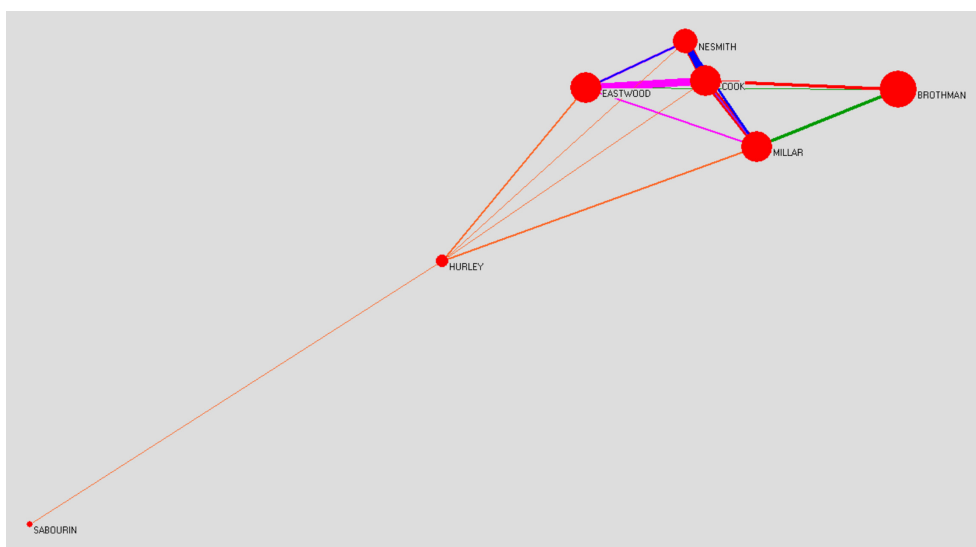 NESMITH
COOK
EASTWOOD
BROTHMAN
MILLAR
HURLEY
SABOURIN